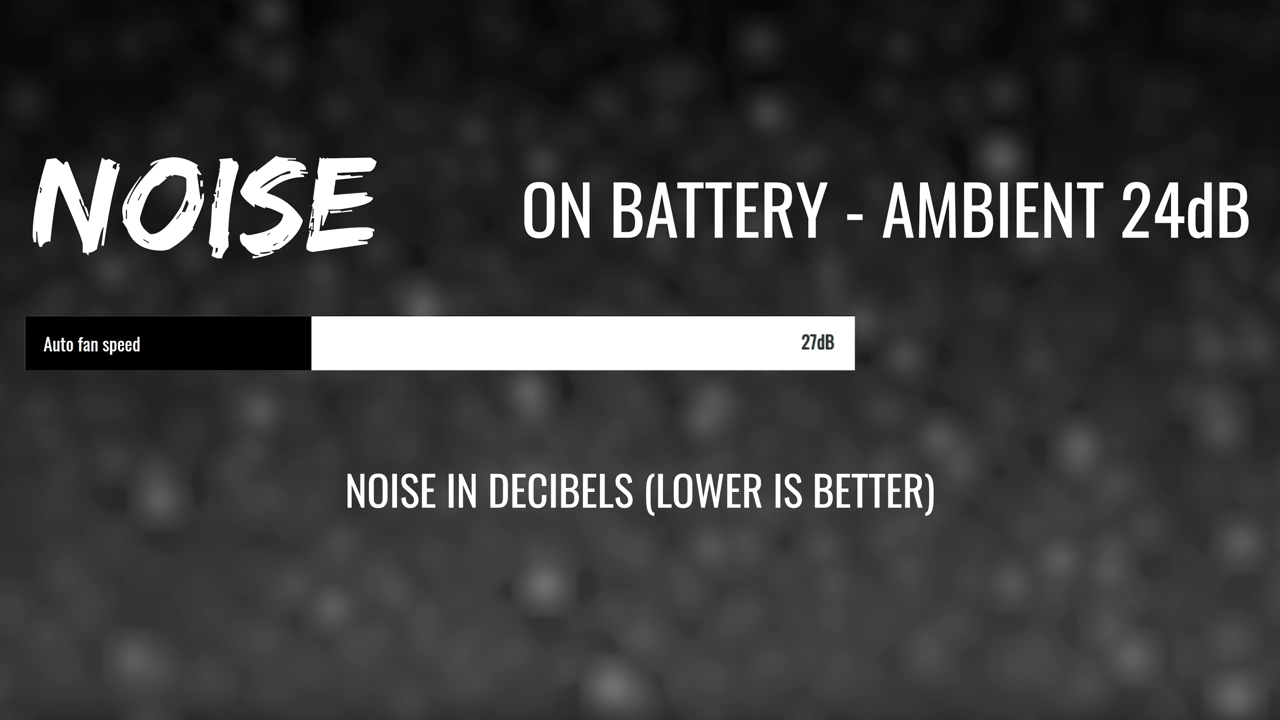 NOISE
ON BATTERY - AMBIENT 24dB
Auto fan speed
27dB
NOISE IN DECIBELS (LOWER IS BETTER)